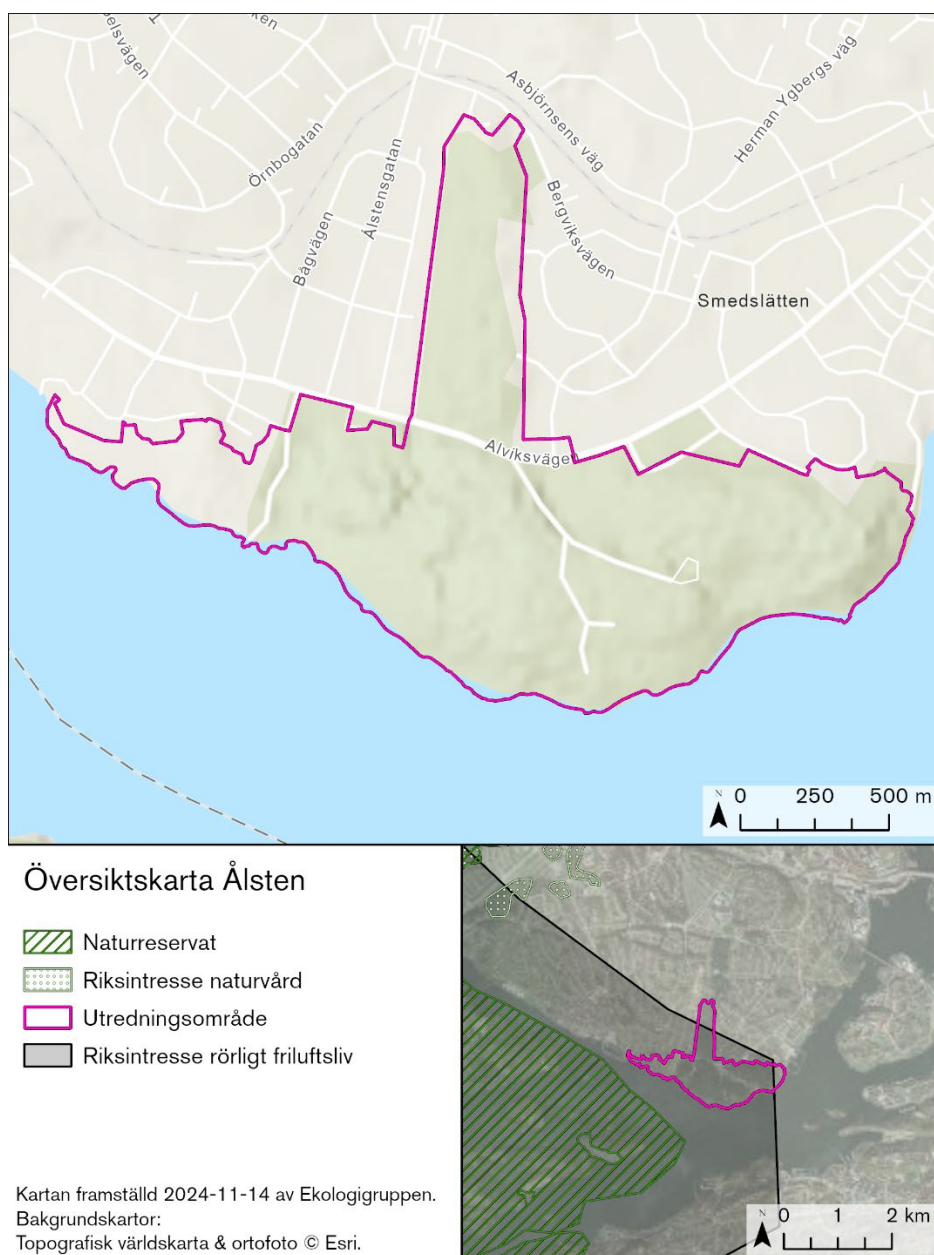 Örnbogatan
Bågvägen
Ålstensgatan
Asbjörnsens väg
Bergviksvägen
Herman Ygbergs väg
Smedslätten
Alviksvägen
N
0 250 500 m
Översiktskarta Ålsten
Naturreservat
Riksintresse naturvård
Utredningsområde
Riksintresse rörligt friluftsliv
Kartan framställd 2024-11-14 av Ekologigruppen.
Bakgrundskartor:
Topografisk världskarta & ortofoto © Esri.
N
0 1 2 km